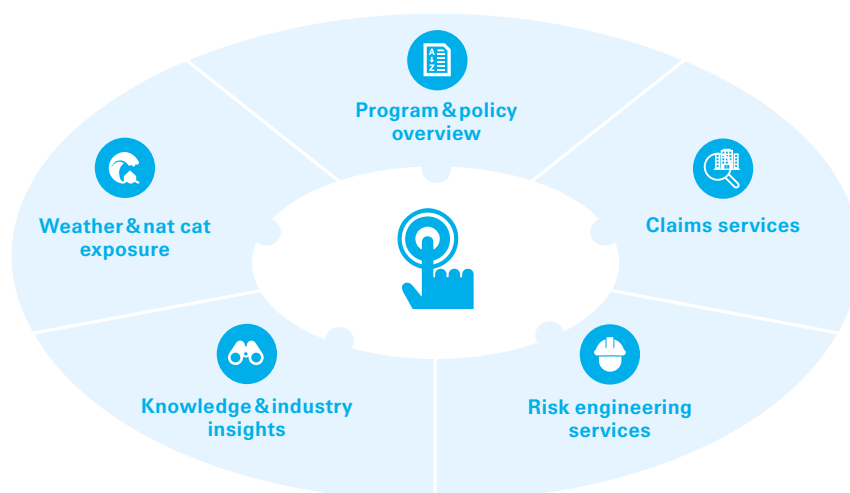 A
Z
Program & policy
overview
Weather & nat cat
exposure
Claims services
Knowledge & industry
insights
Risk engineering
services